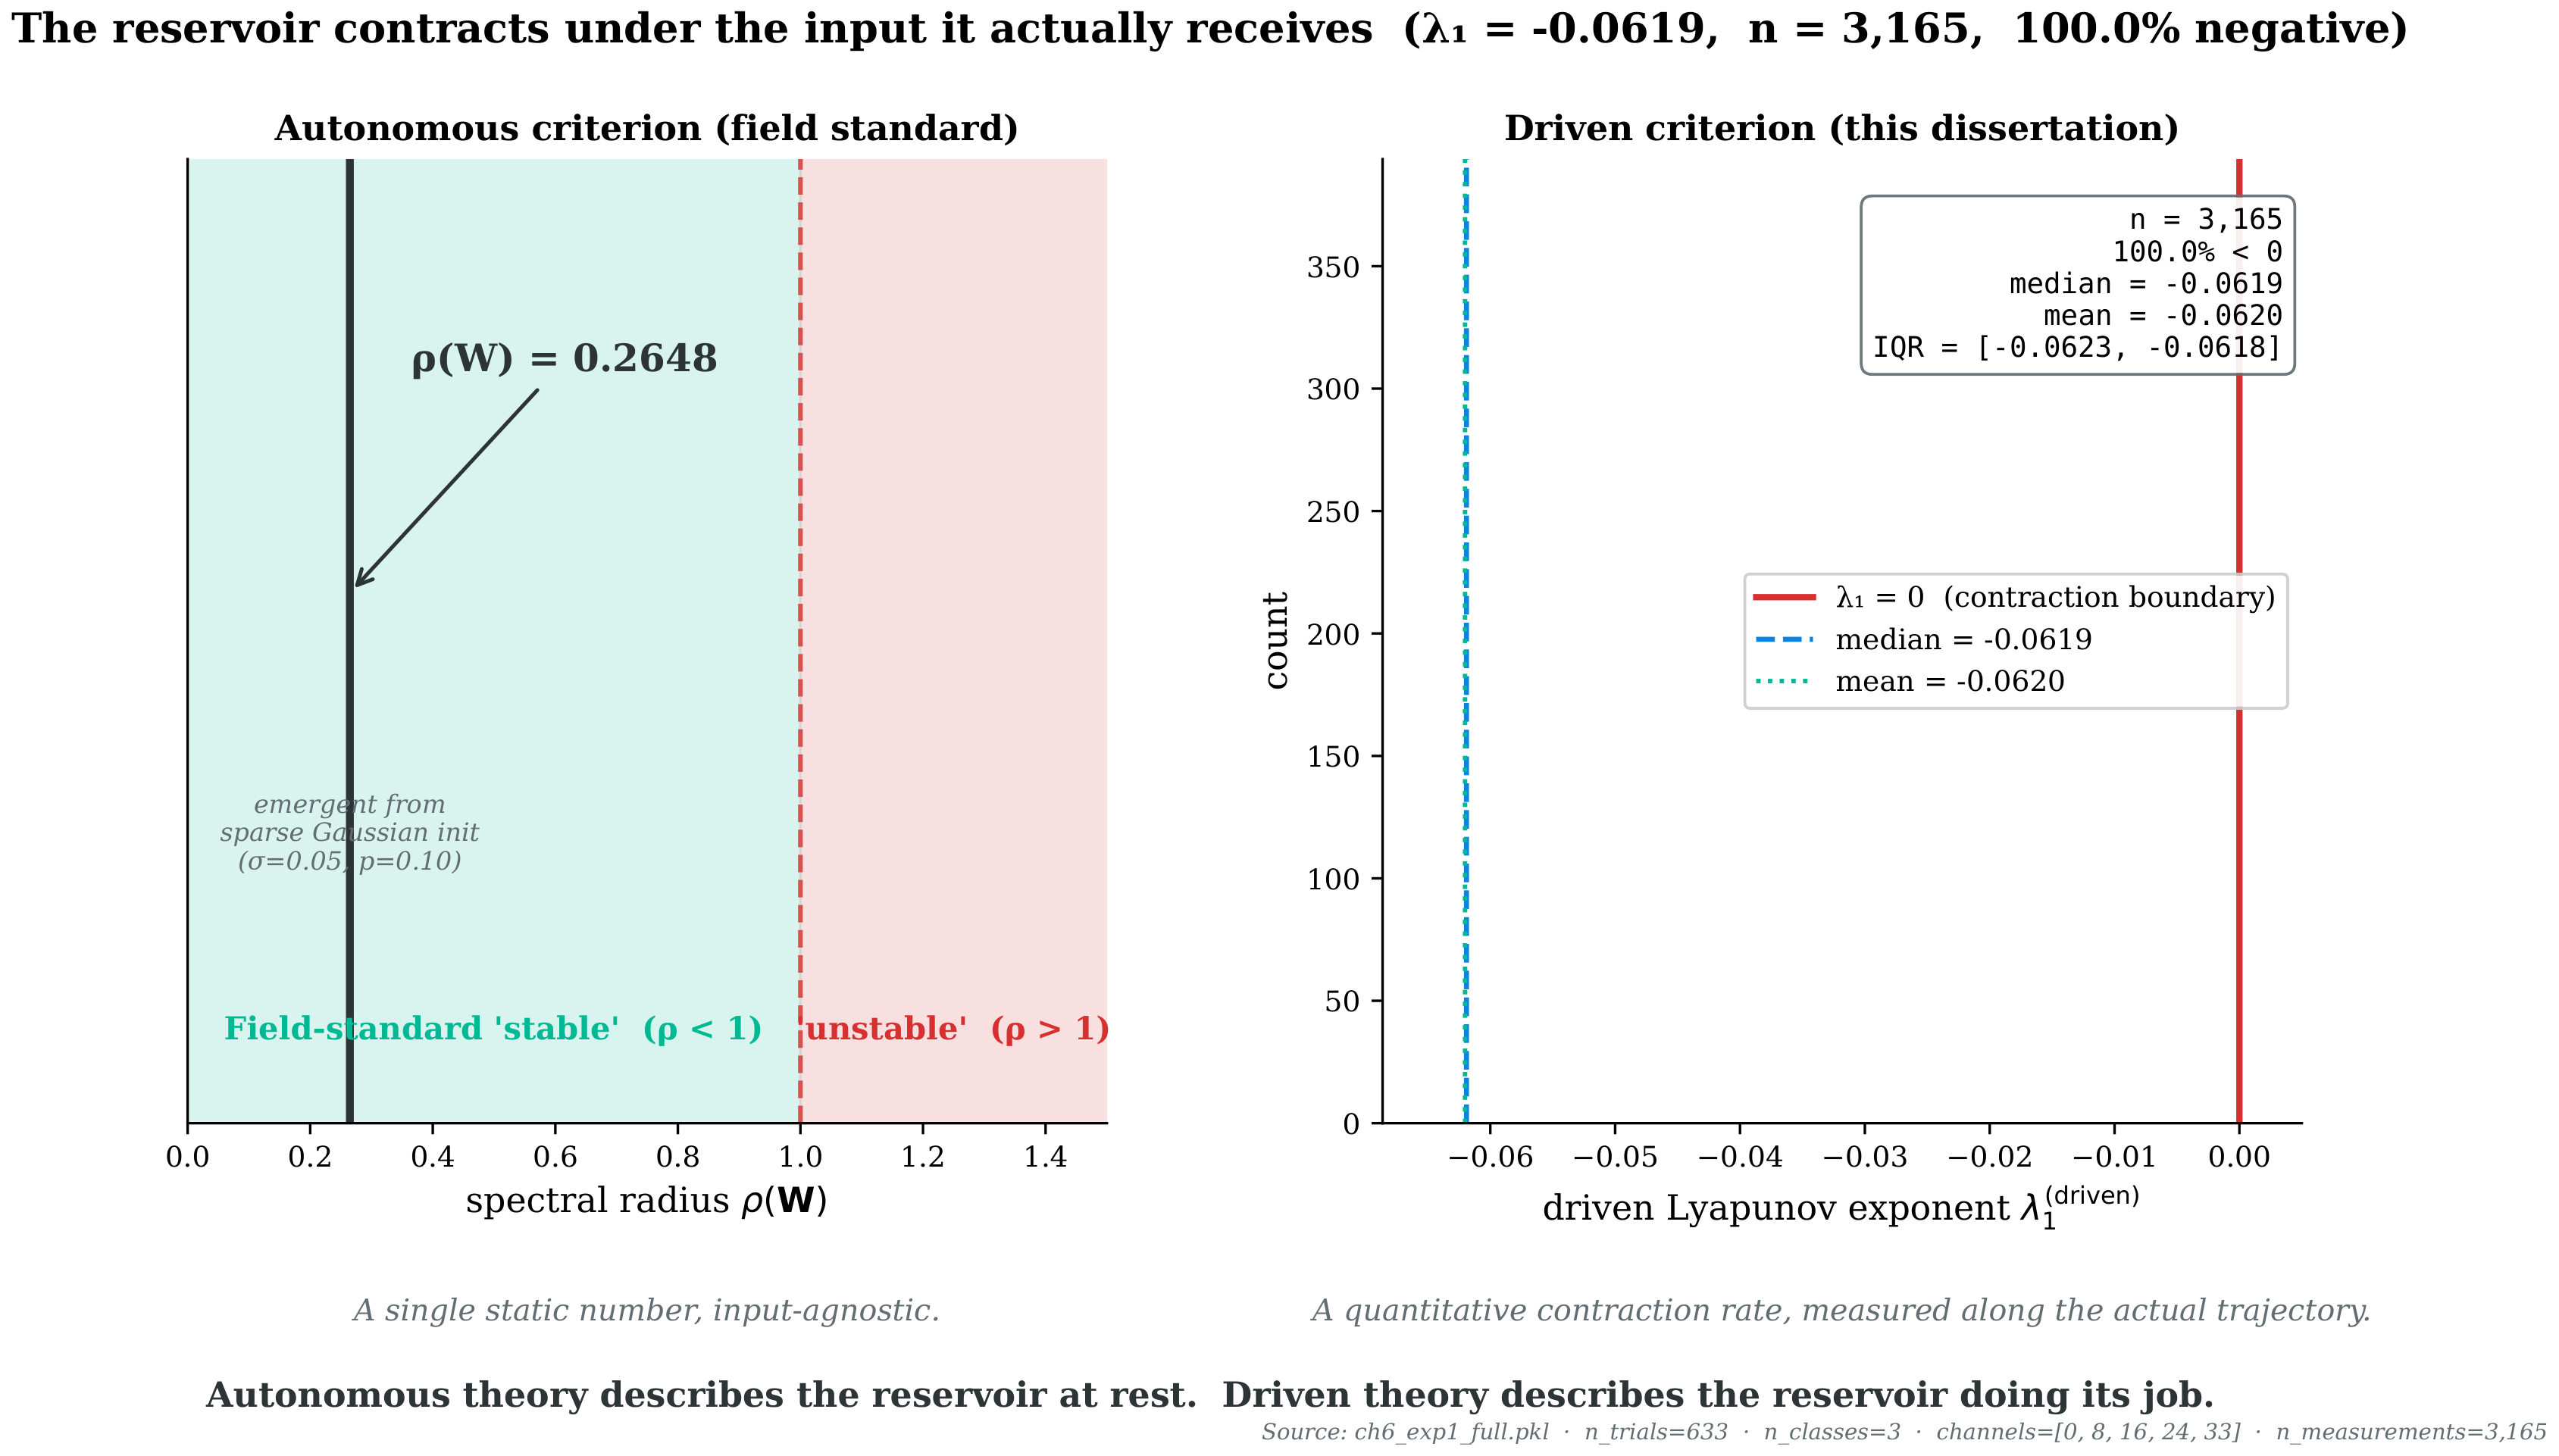 The reservoir contracts under the input it actually receives (λ₁ = -0.0619, n = 3,165, 100.0% negative)
Autonomous criterion (field standard)
ρ(W) = 0.2648
emergent from
sparse Gaussian init
(σ=0.05, p=0.10)
Field-standard 'stable' (ρ < 1)
'unstable' (ρ > 1)
0.0 0.2 0.4 0.6 0.8 1.0 1.2 1.4
spectral radius ρ(W)
A single static number, input-agnostic.
Driven criterion (this dissertation)
n = 3,165
100.0% < 0
median = -0.0619
mean = -0.0620
IQR = [-0.0623, -0.0618]
λ₁ = 0 (contraction boundary)
median = -0.0619
mean = -0.0620
count
350
300
250
200
150
100
50
0
−0.06 −0.05 −0.04 −0.03 −0.02 −0.01 0.00
driven Lyapunov exponent λ₁^(driven)
A quantitative contraction rate, measured along the actual trajectory.
Autonomous theory describes the reservoir at rest. Driven theory describes the reservoir doing its job.
Source: ch6_exp1_full.pkl · n_trials=633 · n_classes=3 · channels=[0, 8, 16, 24, 33] · n_measurements=3,165